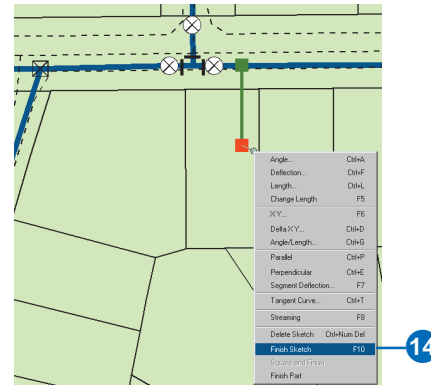 Angle... Ctrl+A
Deflection... Ctrl+F
Length... Ctrl+L
Change Length F5
X Y... F6
Delta X Y... Ctrl+D
Angle/Length... Ctrl+G
Parallel Ctrl+P
Perpendicular Ctrl+E
Segment Deflection... F7
Tangent Curve... Ctrl+T
Streaming F8
Delete Sketch Ctrl+Num Del
Finish Sketch F10
Square and Finish
Finish Part
14